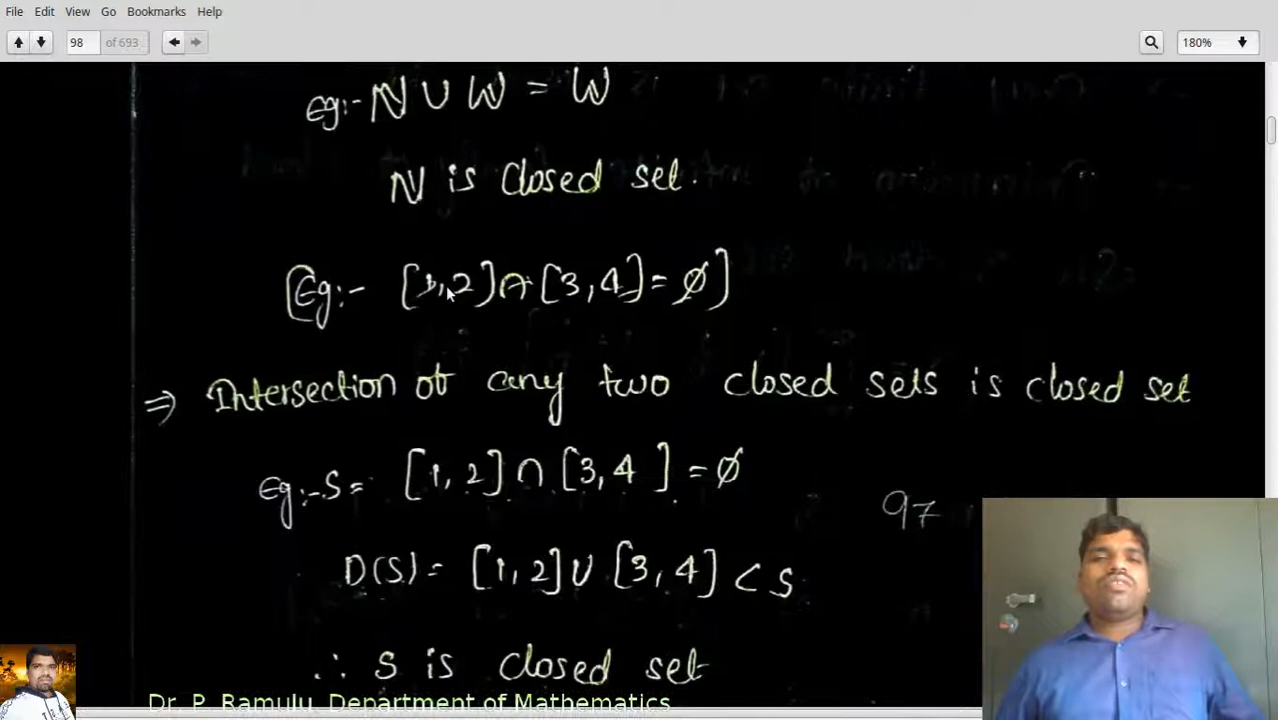 File Edit View Go Bookmarks Help
98 of 693 180%
Eg:- N ∪ W = W
N is closed set.
[Eg:- [1,2] ∩ [3,4] = ∅]
⇒ Intersection of any two closed sets is closed set
Eg:- S = [1,2] ∩ [3,4] = ∅
97
D(S) = [1,2] ∪ [3,4] ⊂ S
∴ S is closed set
Dr. P. Ramulu, Department of Mathematics